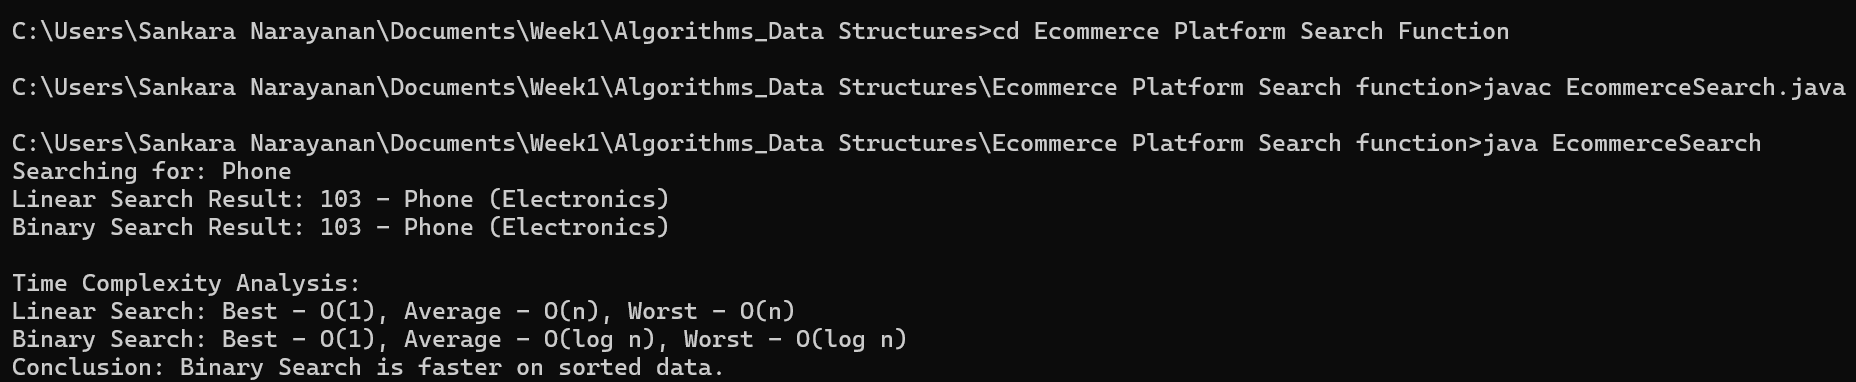 C:\Users\Sankara Narayanan\Documents\Week1\Algorithms_Data Structures>cd Ecommerce Platform Search Function
C:\Users\Sankara Narayanan\Documents\Week1\Algorithms_Data Structures\Ecommerce Platform Search function>javac EcommerceSearch.java
C:\Users\Sankara Narayanan\Documents\Week1\Algorithms_Data Structures\Ecommerce Platform Search function>java EcommerceSearch
Searching for: Phone
Linear Search Result: 103 - Phone (Electronics)
Binary Search Result: 103 - Phone (Electronics)
Time Complexity Analysis:
Linear Search: Best - O(1), Average - O(n), Worst - O(n)
Binary Search: Best - O(1), Average - O(log n), Worst - O(log n)
Conclusion: Binary Search is faster on sorted data.